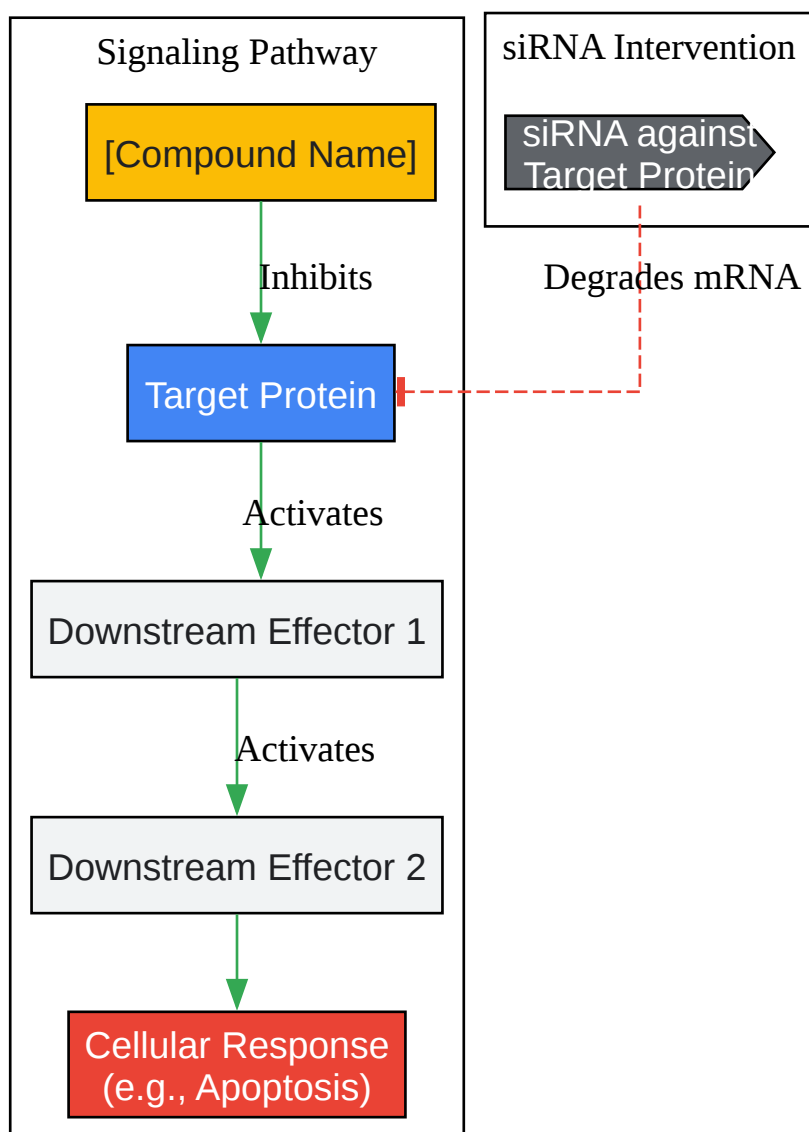 Signaling Pathway
[Compound Name]
Inhibits
Target Protein
Activates
Downstream Effector 1
Activates
Downstream Effector 2
Cellular Response
(e.g., Apoptosis)
siRNA Intervention
siRNA against
Target Protein
Degrades mRNA